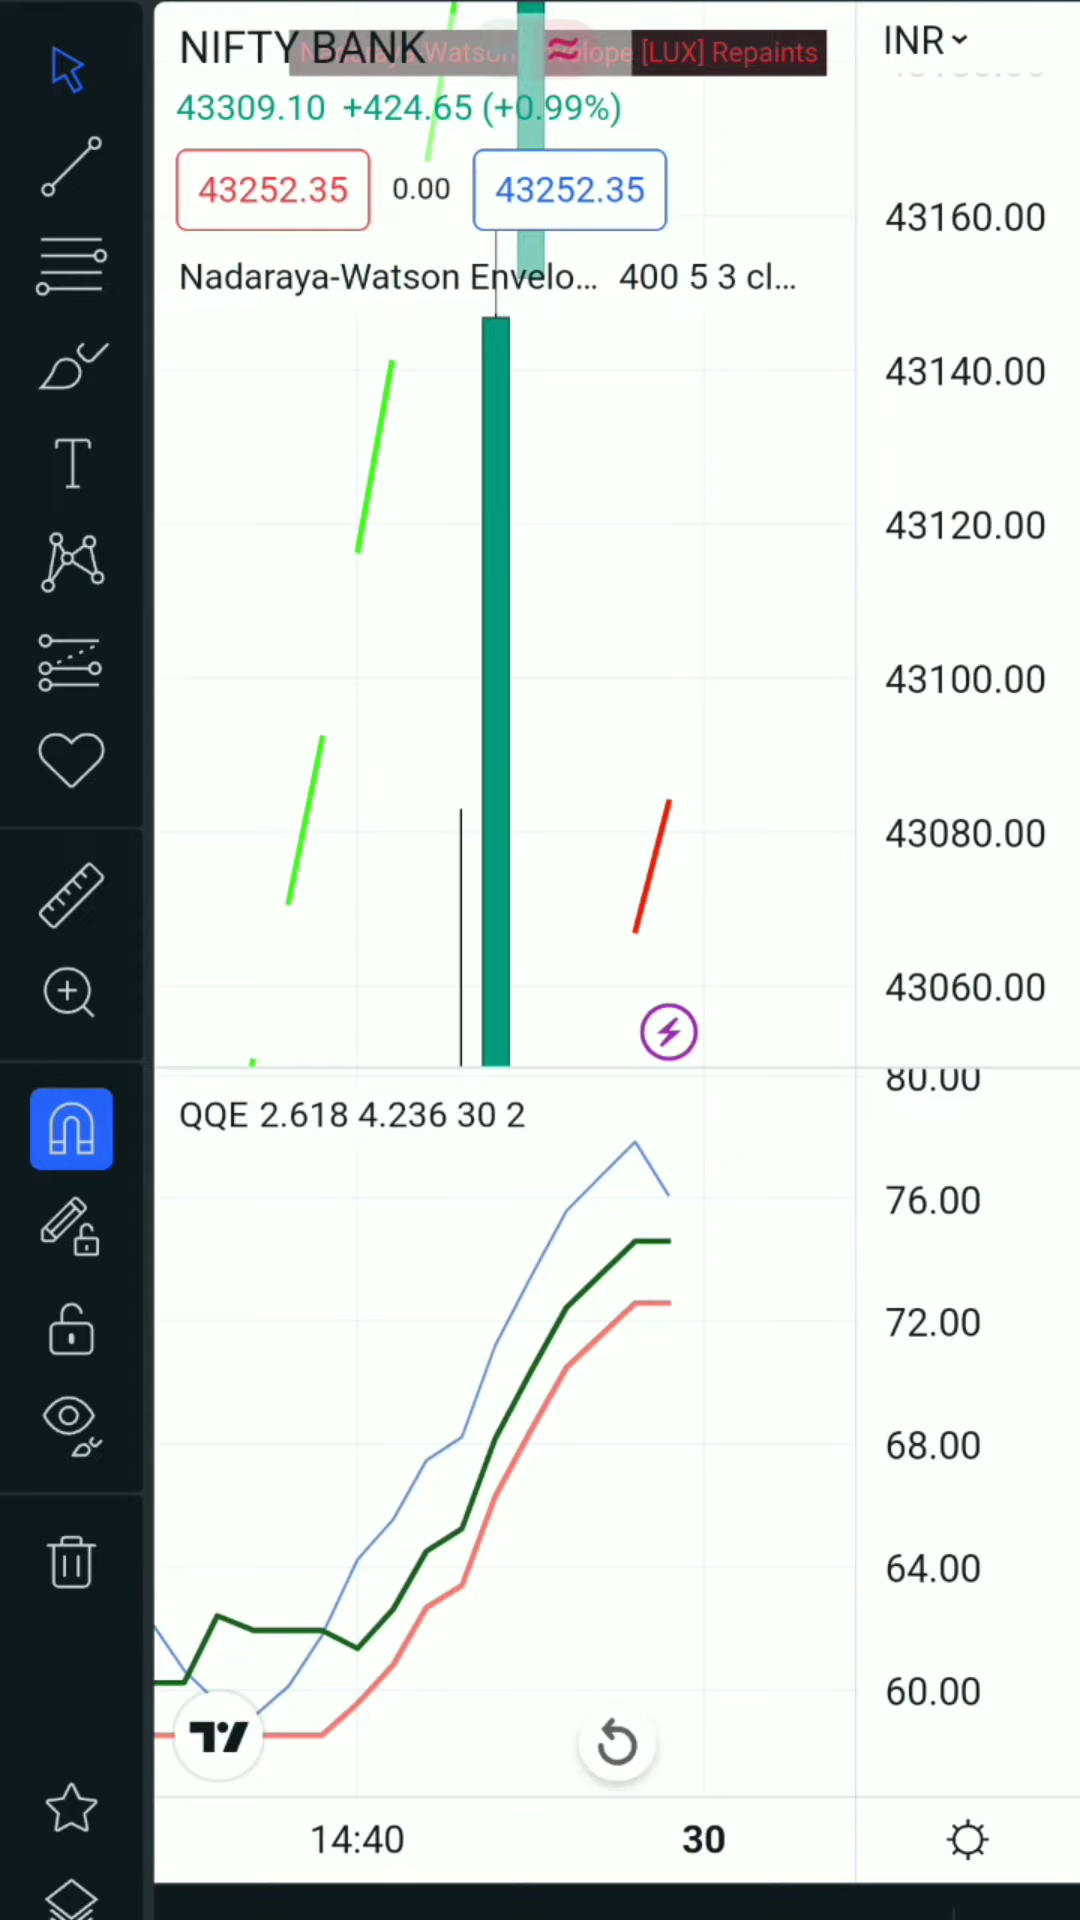 NIFTY BANK
Nadaraya-Watson Envelope [LUX] Repaints
INR
43309.10 +424.65 (+0.99%)
43252.35 0.00 43252.35
43160.00
Nadaraya-Watson Envelo... 400 5 3 cl...
43140.00
43120.00
43100.00
43080.00
43060.00
80.00
QQE 2.618 4.236 30 2
76.00
72.00
68.00
64.00
60.00
14:40 30